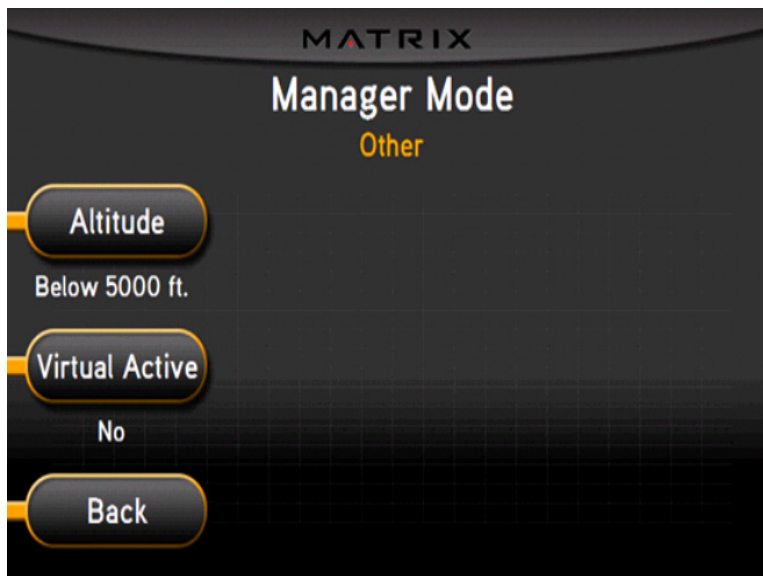 MATRIX
Manager Mode
Other
Altitude
Below 5000 ft.
Virtual Active
No
Back